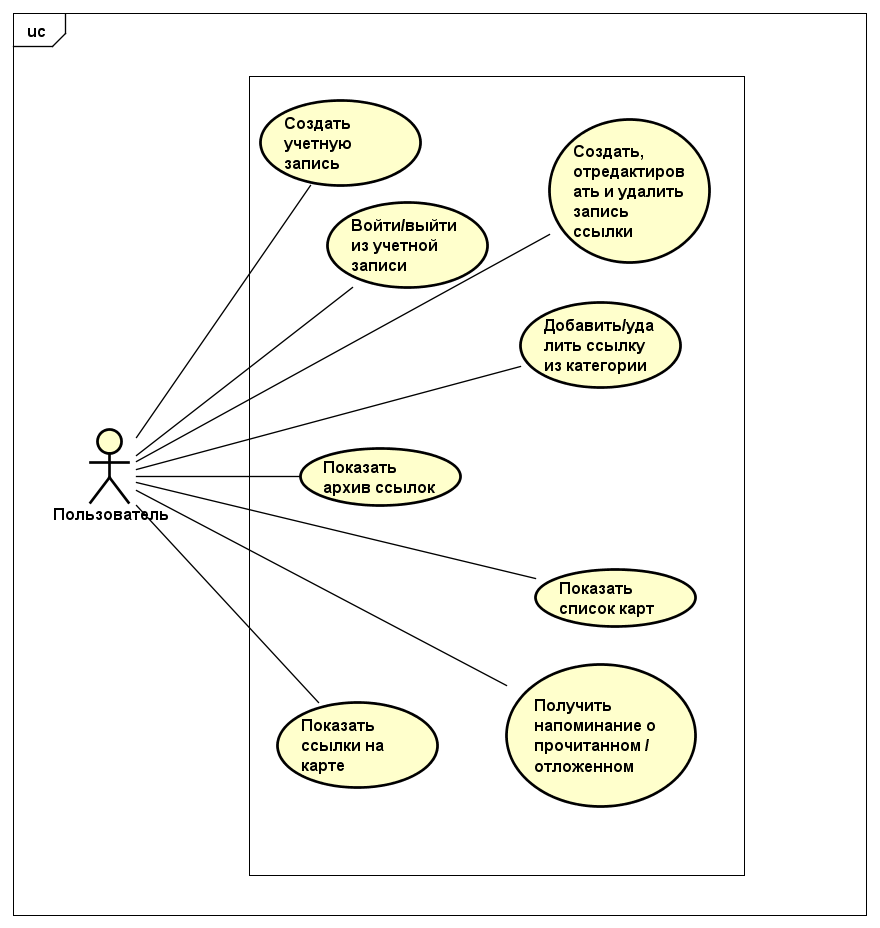 uc
Создать
учетную
запись
Создать,
отредактиров
ать и удалить
запись
ссылки
Войти/выйти
из учетной
записи
Добавить/уда
лить ссылку
из категории
Показать
архив ссылок
Пользователь
Показать
список карт
Получить
напоминание о
прочитанном /
отложенном
Показать
ссылки на
карте